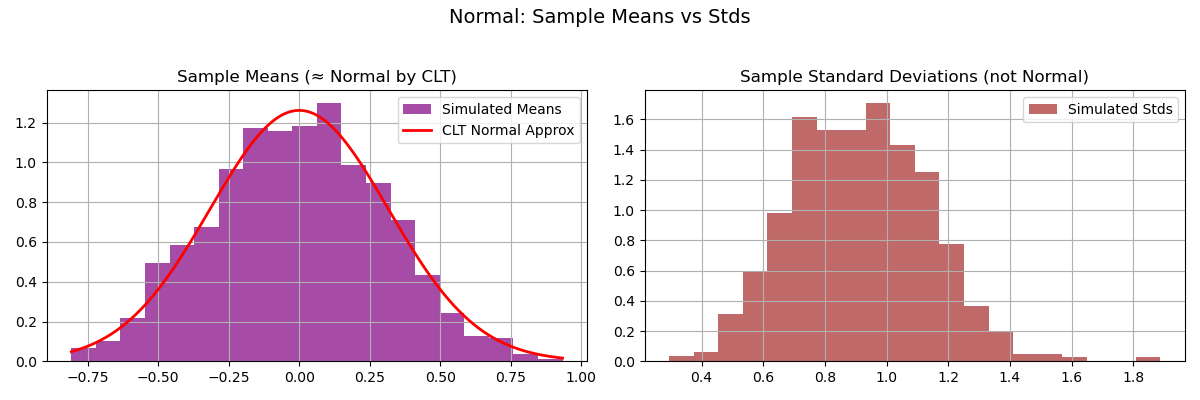 Normal: Sample Means vs Stds
Sample Means (≈ Normal by CLT)
Simulated Means
CLT Normal Approx
1.2
1.0
0.8
0.6
0.4
0.2
0.0
−0.75 −0.50 −0.25 0.00 0.25 0.50 0.75 1.00
Sample Standard Deviations (not Normal)
Simulated Stds
1.6
1.4
1.2
1.0
0.8
0.6
0.4
0.2
0.0
0.4 0.6 0.8 1.0 1.2 1.4 1.6 1.8